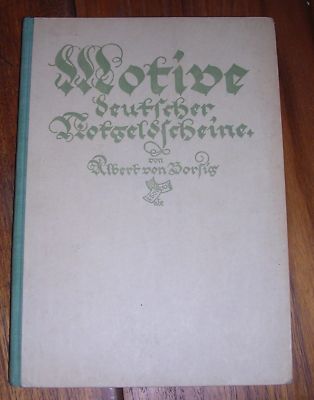 Motive
deutscher
Notgeldscheine.
von
Albert von Borsig